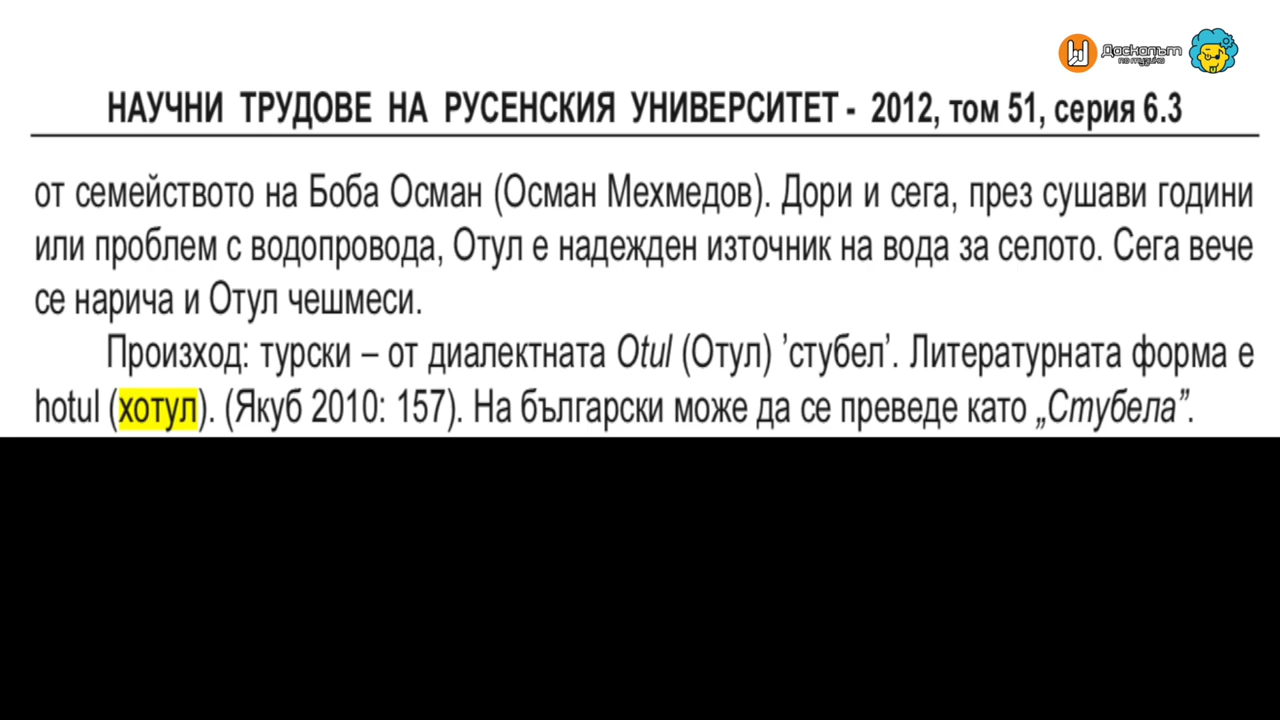 Даскалът
по музика
НАУЧНИ ТРУДОВЕ НА РУСЕНСКИЯ УНИВЕРСИТЕТ - 2012, том 51, серия 6.3
от семейството на Боба Осман (Осман Мехмедов). Дори и сега, през сушави години
или проблем с водопровода, Отул е надежден източник на вода за селото. Сега вече
се нарича и Отул чешмеси.
Произход: турски – от диалектната Otul (Отул) ’стубел’. Литературната форма е
hotul (хотул). (Якуб 2010: 157). На български може да се преведе като „Стубела”.